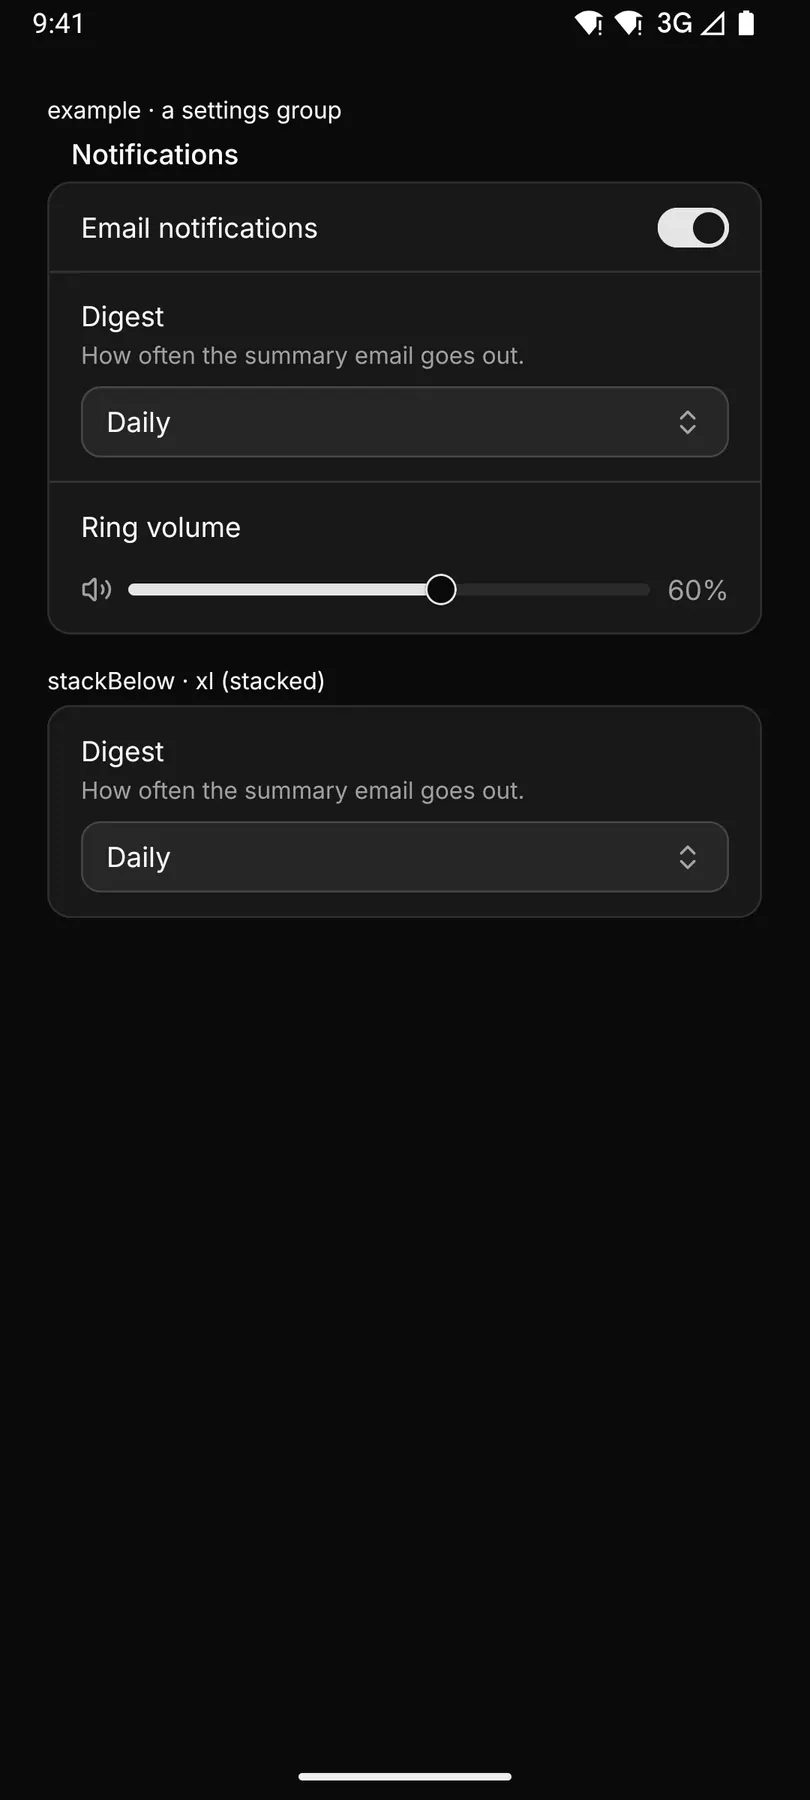 9:41
3G
example · a settings group
Notifications
Email notifications
Digest
How often the summary email goes out.
Daily
Ring volume
60%
stackBelow · xl (stacked)
Digest
How often the summary email goes out.
Daily